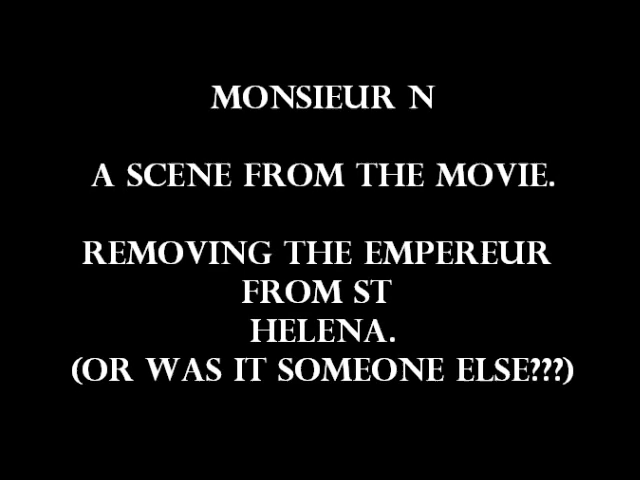 MONSIEUR N
A SCENE FROM THE MOVIE.
REMOVING THE EMPEREUR
FROM ST
HELENA.
(OR WAS IT SOMEONE ELSE???)